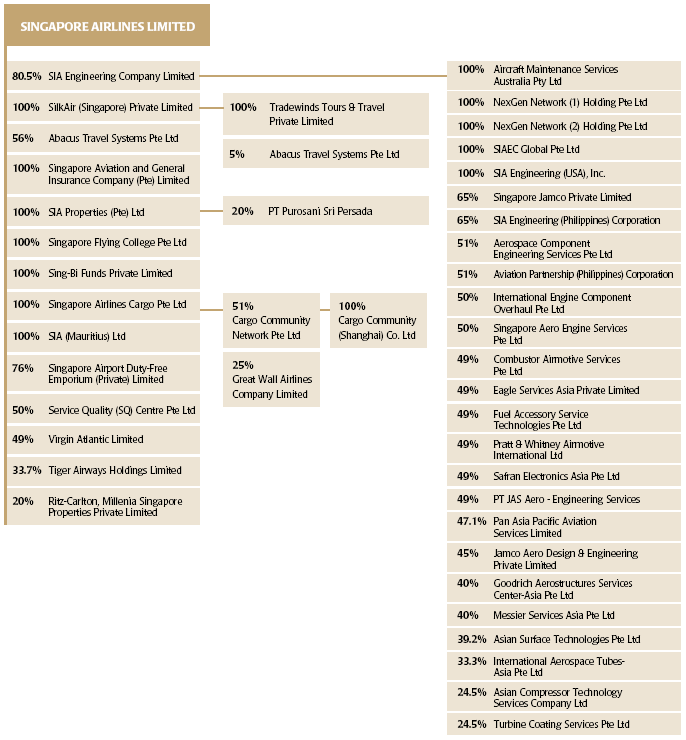 SINGAPORE AIRLINES LIMITED
80.5% SIA Engineering Company Limited
100% SilkAir (Singapore) Private Limited
56% Abacus Travel Systems Pte Ltd
100% Singapore Aviation and General
Insurance Company (Pte) Limited
100% SIA Properties (Pte) Ltd
100% Singapore Flying College Pte Ltd
100% Sing-Bi Funds Private Limited
100% Singapore Airlines Cargo Pte Ltd
100% SIA (Mauritius) Ltd
76% Singapore Airport Duty-Free
Emporium (Private) Limited
50% Service Quality (SQ) Centre Pte Ltd
49% Virgin Atlantic Limited
33.7% Tiger Airways Holdings Limited
20% Ritz-Carlton, Millenia Singapore
Properties Private Limited
100% Tradewinds Tours & Travel
Private Limited
5% Abacus Travel Systems Pte Ltd
20% PT Purosani Sri Persada
51%
Cargo Community
Network Pte Ltd
100%
Cargo Community
(Shanghai) Co. Ltd
25%
Great Wall Airlines
Company Limited
100% Aircraft Maintenance Services
Australia Pty Ltd
100% NexGen Network (1) Holding Pte Ltd
100% NexGen Network (2) Holding Pte Ltd
100% SIAEC Global Pte Ltd
100% SIA Engineering (USA), Inc.
65% Singapore Jamco Private Limited
65% SIA Engineering (Philippines) Corporation
51% Aerospace Component
Engineering Services Pte Ltd
51% Aviation Partnership (Philippines) Corporation
50% International Engine Component
Overhaul Pte Ltd
50% Singapore Aero Engine Services
Pte Ltd
49% Combustor Airmotive Services
Pte Ltd
49% Eagle Services Asia Private Limited
49% Fuel Accessory Service
Technologies Pte Ltd
49% Pratt & Whitney Airmotive
International Ltd
49% Safran Electronics Asia Pte Ltd
49% PT JAS Aero - Engineering Services
47.1% Pan Asia Pacific Aviation
Services Limited
45% Jamco Aero Design & Engineering
Private Limited
40% Goodrich Aerostructures Services
Center-Asia Pte Ltd
40% Messier Services Asia Pte Ltd
39.2% Asian Surface Technologies Pte Ltd
33.3% International Aerospace Tubes-
Asia Pte Ltd
24.5% Asian Compressor Technology
Services Company Ltd
24.5% Turbine Coating Services Pte Ltd